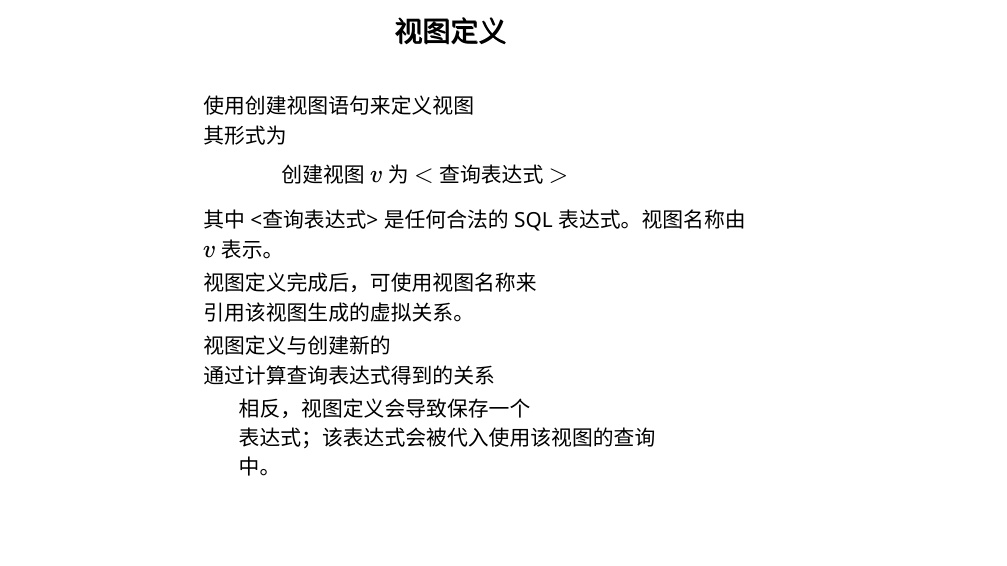 视图定义
使用创建视图语句来定义视图
其形式为
创建视图 v 为 < 查询表达式 >
其中 <查询表达式> 是任何合法的 SQL 表达式。视图名称由
v 表示。
视图定义完成后，可使用视图名称来
引用该视图生成的虚拟关系。
视图定义与创建新的
通过计算查询表达式得到的关系
相反，视图定义会导致保存一个
表达式；该表达式会被代入使用该视图的查询
中。